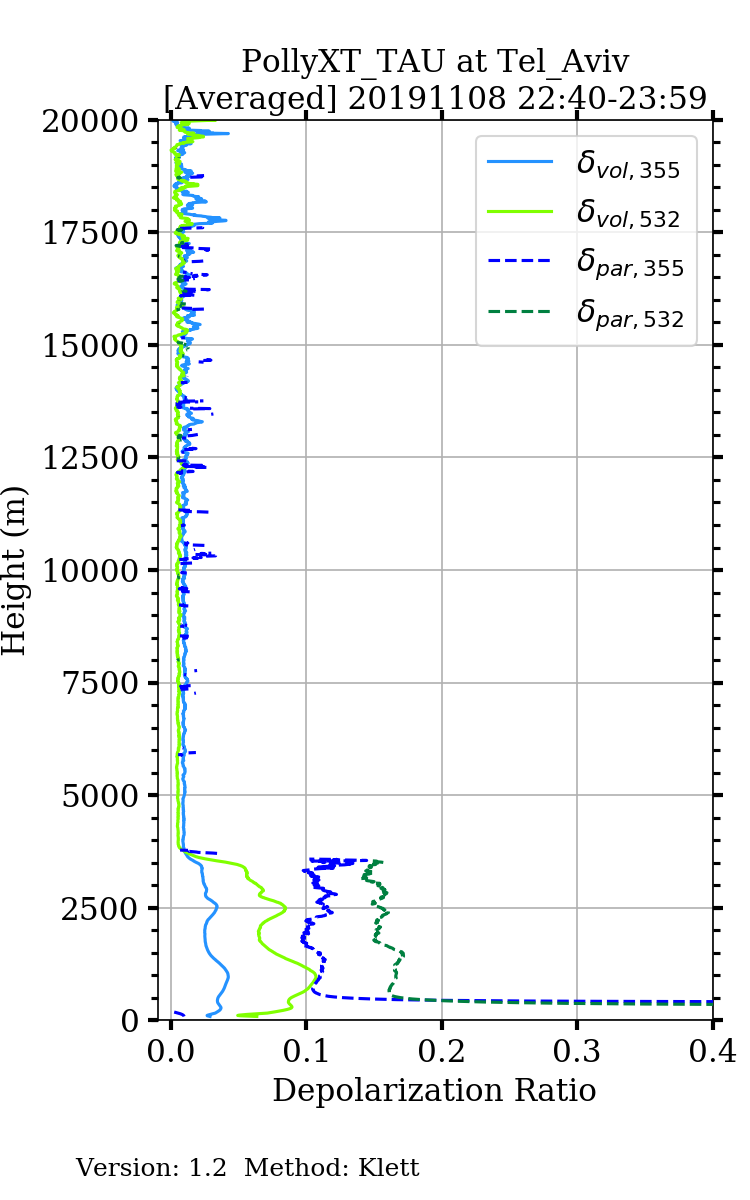 PollyXT_TAU at Tel_Aviv
[Averaged] 20191108 22:40-23:59
20000
17500
15000
12500
10000
7500
5000
2500
0
Height (m)
δvol, 355
δvol, 532
δpar, 355
δpar, 532
0.0 0.1 0.2 0.3 0.4
Depolarization Ratio
Version: 1.2 Method: Klett